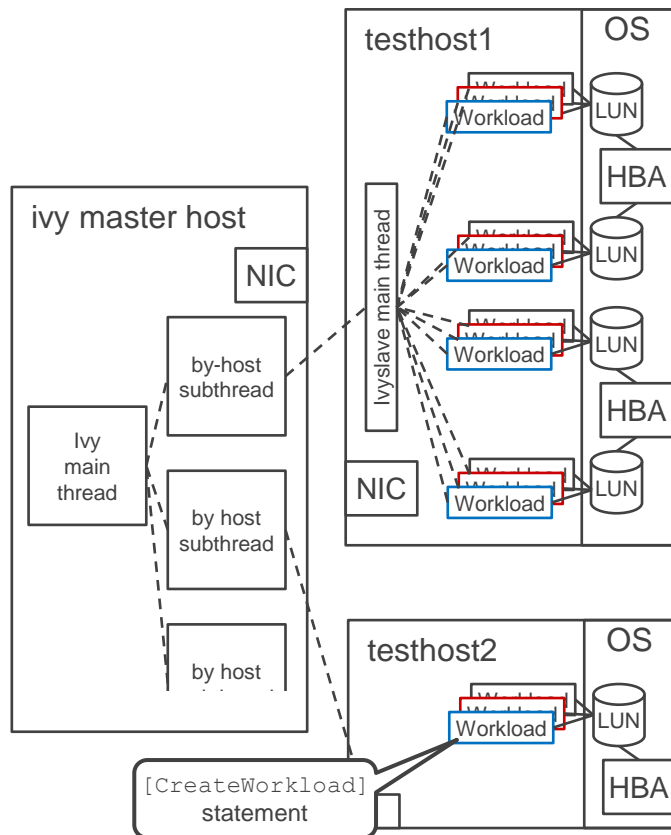 testhost1
OS
Workload
LUN
HBA
Workload
LUN
Workload
LUN
HBA
Workload
LUN
Ivyslave main thread
NIC
ivy master host
NIC
by-host
subthread
Ivy
main
thread
by host
subthread
by host
testhost2
OS
Workload
LUN
HBA
[CreateWorkload]
statement